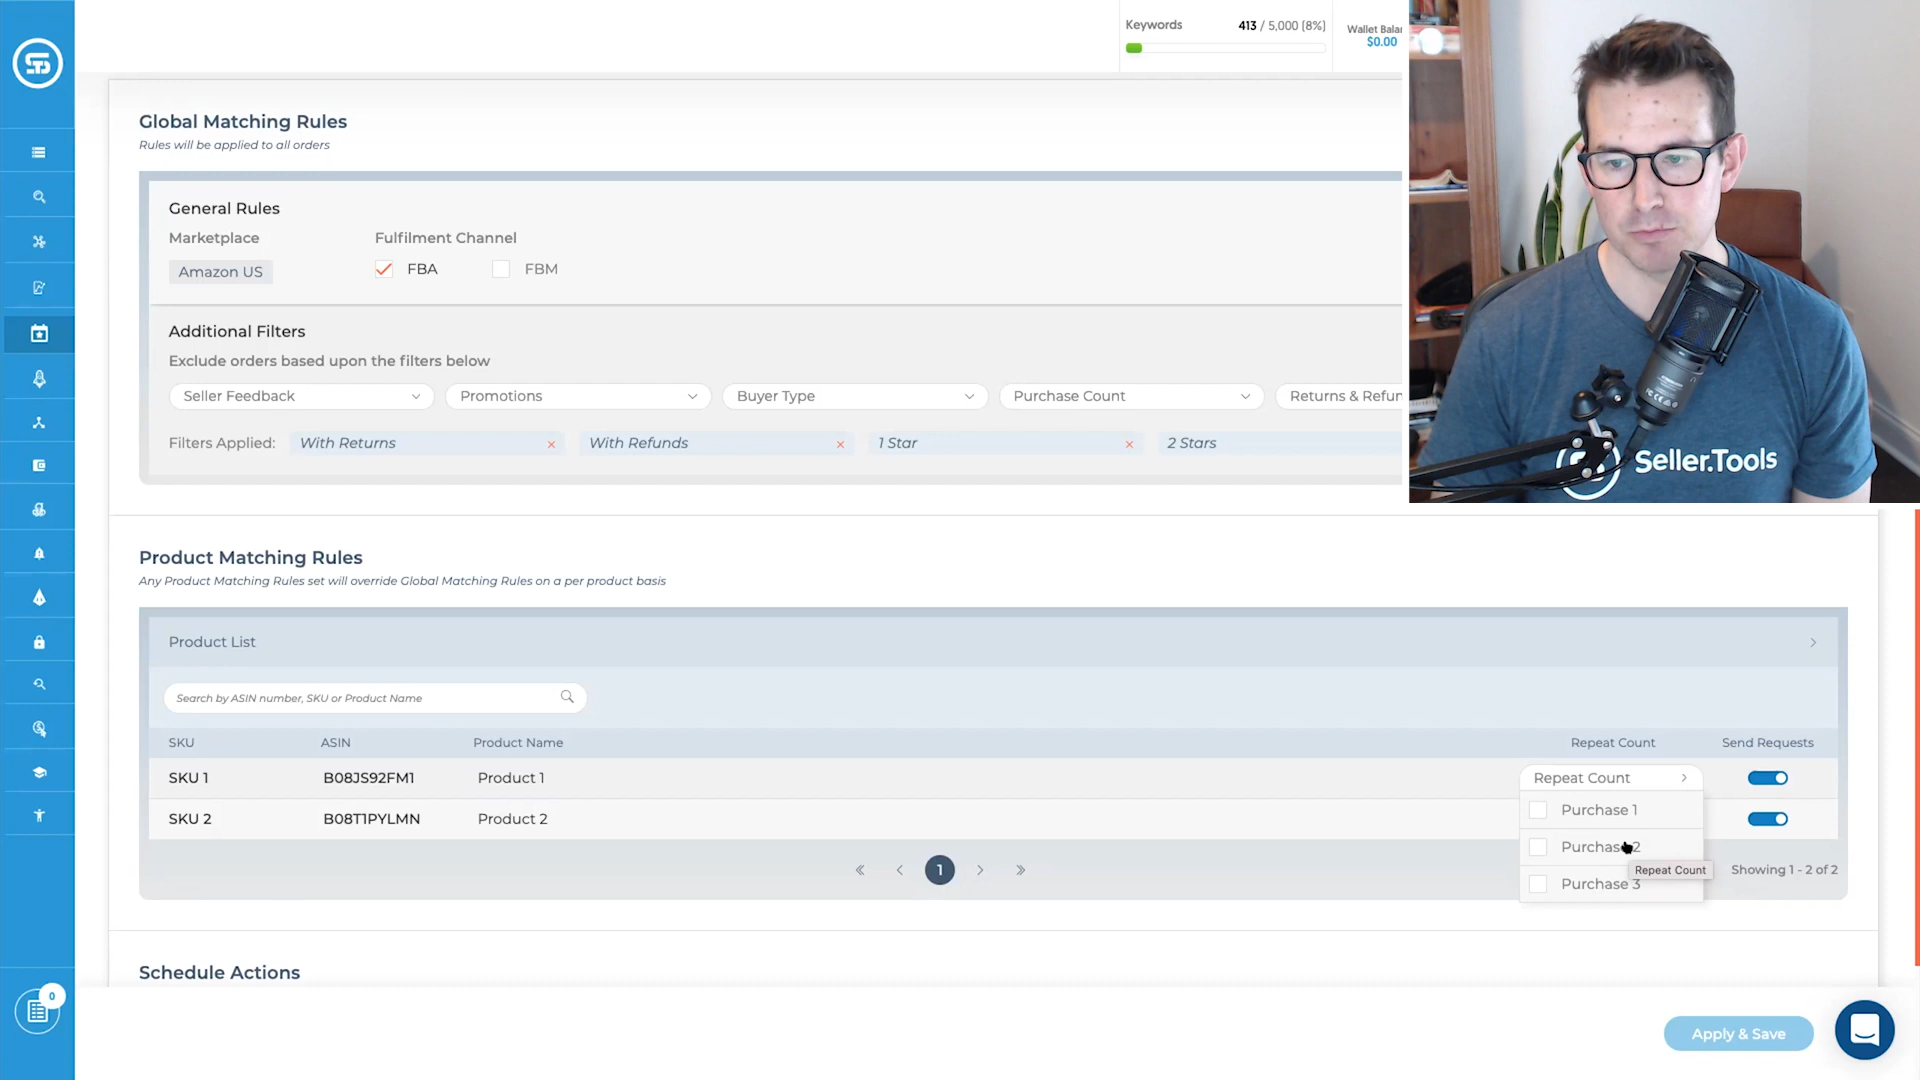 Keywords 413 / 5,000 (8%)
Wallet Balan
$0.00
Global Matching Rules
Rules will be applied to all orders
General Rules
Marketplace Fulfilment Channel
Amazon US FBA FBM
Additional Filters
Exclude orders based upon the filters below
Seller Feedback Promotions Buyer Type Purchase Count Returns & Refun
Filters Applied: With Returns With Refunds 1 Star 2 Stars
Seller.Tools
Product Matching Rules
Any Product Matching Rules set will override Global Matching Rules on a per product basis
Product List
Search by ASIN number, SKU or Product Name
SKU ASIN Product Name Repeat Count Send Requests
SKU 1 B08JS92FM1 Product 1 Repeat Count
Purchase 1
SKU 2 B08T1PYLMN Product 2
Purchase 2
1 Repeat Count Showing 1 - 2 of 2
Purchase 3
Schedule Actions
0
Apply & Save